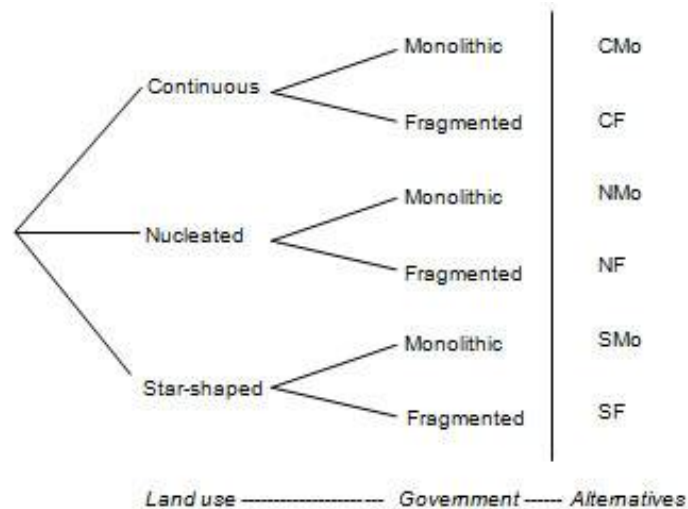 Monolithic CMo
Continuous
Fragmented CF
Monolithic NMo
Nucleated
Fragmented NF
Monolithic SMo
Star-shaped
Fragmented SF
Land use -------------------- Government ----- Alternatives